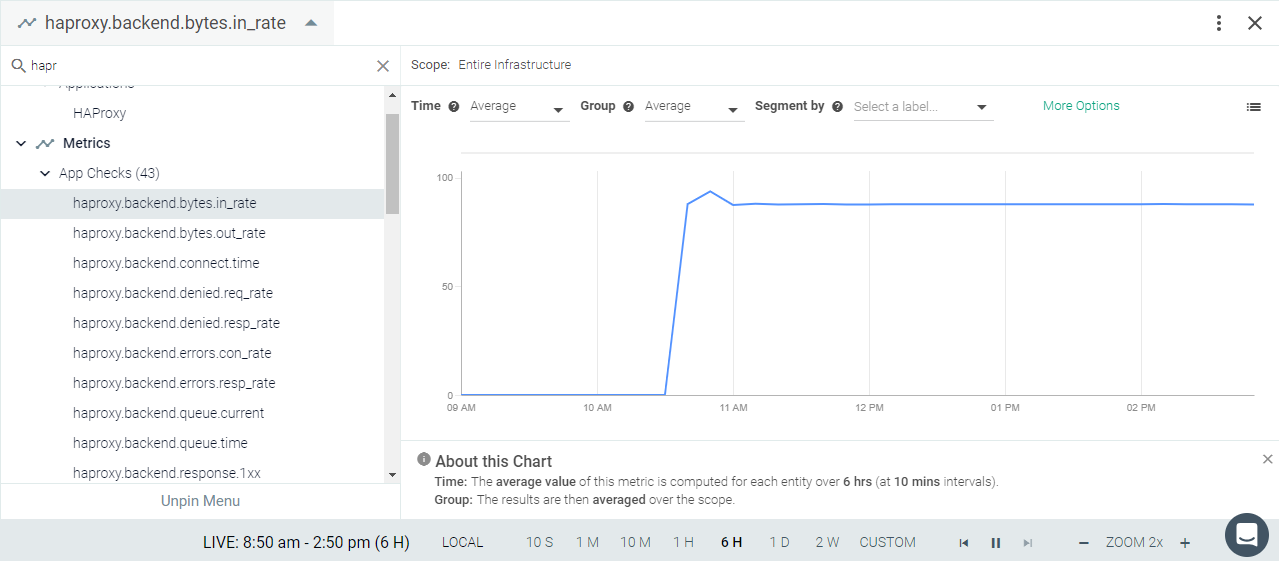 haproxy.backend.bytes.in_rate
hapr
Applications
HAProxy
Metrics
App Checks (43)
haproxy.backend.bytes.in_rate
haproxy.backend.bytes.out_rate
haproxy.backend.connect.time
haproxy.backend.denied.req_rate
haproxy.backend.denied.resp_rate
haproxy.backend.errors.con_rate
haproxy.backend.errors.resp_rate
haproxy.backend.queue.current
haproxy.backend.queue.time
haproxy.backend.response.1xx
Unpin Menu
Scope: Entire Infrastructure
Time Average Group Average Segment by Select a label... More Options
100
50
0
09 AM 10 AM 11 AM 12 PM 01 PM 02 PM
About this Chart
Time: The average value of this metric is computed for each entity over 6 hrs (at 10 mins intervals).
Group: The results are then averaged over the scope.
LIVE: 8:50 am - 2:50 pm (6 H) LOCAL 10 S 1 M 10 M 1 H 6 H 1 D 2 W CUSTOM ZOOM 2x